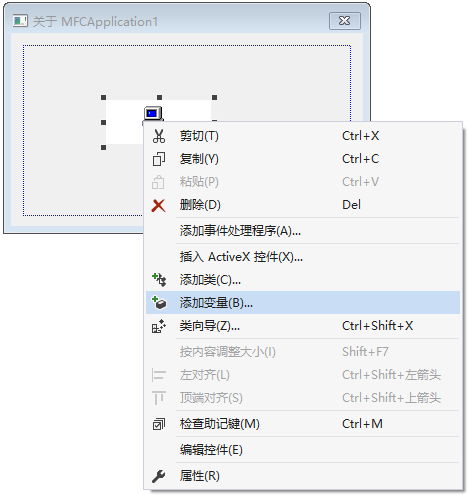 关于 MFCApplication1
剪切(T) Ctrl+X
复制(Y) Ctrl+C
粘贴(P) Ctrl+V
删除(D) Del
添加事件处理程序(A)...
插入 ActiveX 控件(X)...
添加类(C)...
添加变量(B)...
类向导(Z)... Ctrl+Shift+X
按内容调整大小(I) Shift+F7
左对齐(L) Ctrl+Shift+左箭头
顶端对齐(S) Ctrl+Shift+上箭头
检查助记键(M) Ctrl+M
编辑控件(E)
属性(R)